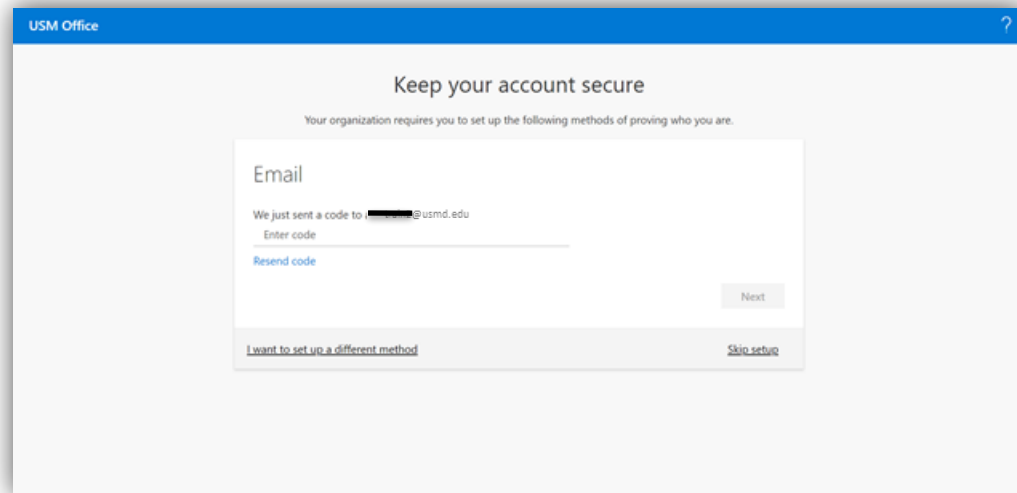 USM Office
?
Keep your account secure
Your organization requires you to set up the following methods of proving who you are.
Email
We just sent a code to @usmd.edu
Enter code
Resend code
Next
I want to set up a different method
Skip setup